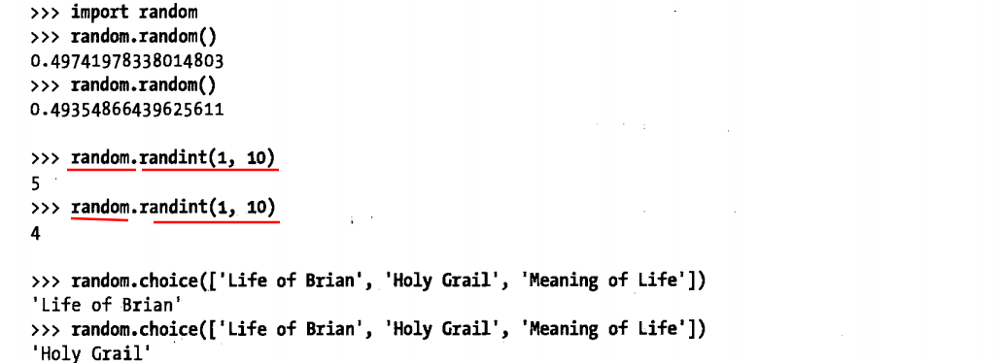 >>> import random
>>> random.random()
0.49741978338014803
>>> random.random()
0.49354866439625611
>>> random.randint(1, 10)
5
>>> random.randint(1, 10)
4
>>> random.choice(['Life of Brian', 'Holy Grail', 'Meaning of Life'])
'Life of Brian'
>>> random.choice(['Life of Brian', 'Holy Grail', 'Meaning of Life'])
'Holy Grail'